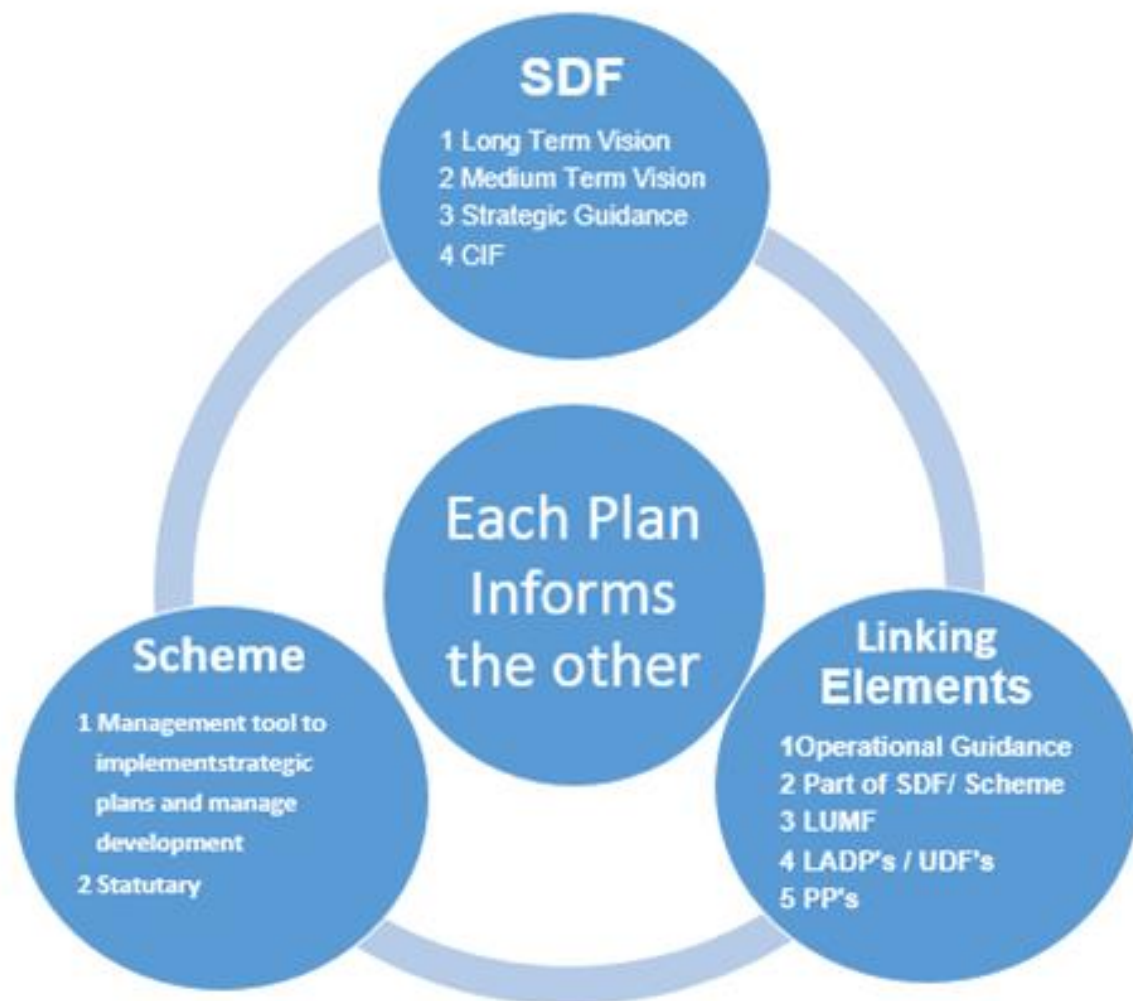 SDF
1 Long Term Vision
2 Medium Term Vision
3 Strategic Guidance
4 CIF
Each Plan
Informs
the other
Scheme
1 Management tool to
implementstrategic
plans and manage
development
2 Statutary
Linking
Elements
1Operational Guidance
2 Part of SDF/ Scheme
3 LUMF
4 LADP's / UDF's
5 PP's